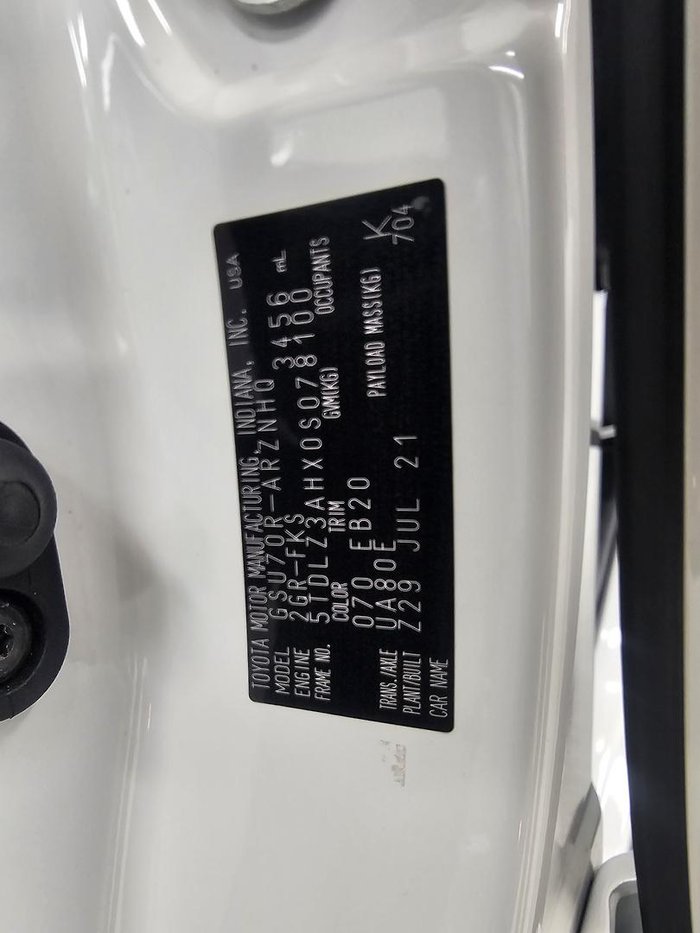 TOYOTA MOTOR MANUFACTURING, INDIANA, INC. USA
MODEL GSU70R-ARZNHQ 3456 mL
ENGINE 2GR-FKS
FRAME NO. 5TDLZ3AHX0S078100
COLOR TRIM GVM(KG) OCCUPANTS
070 EB20
TRANS./AXLE UA80E PAYLOAD MASS(KG) K
PLANT/BUILT Z29 JUL 21 704
CAR NAME